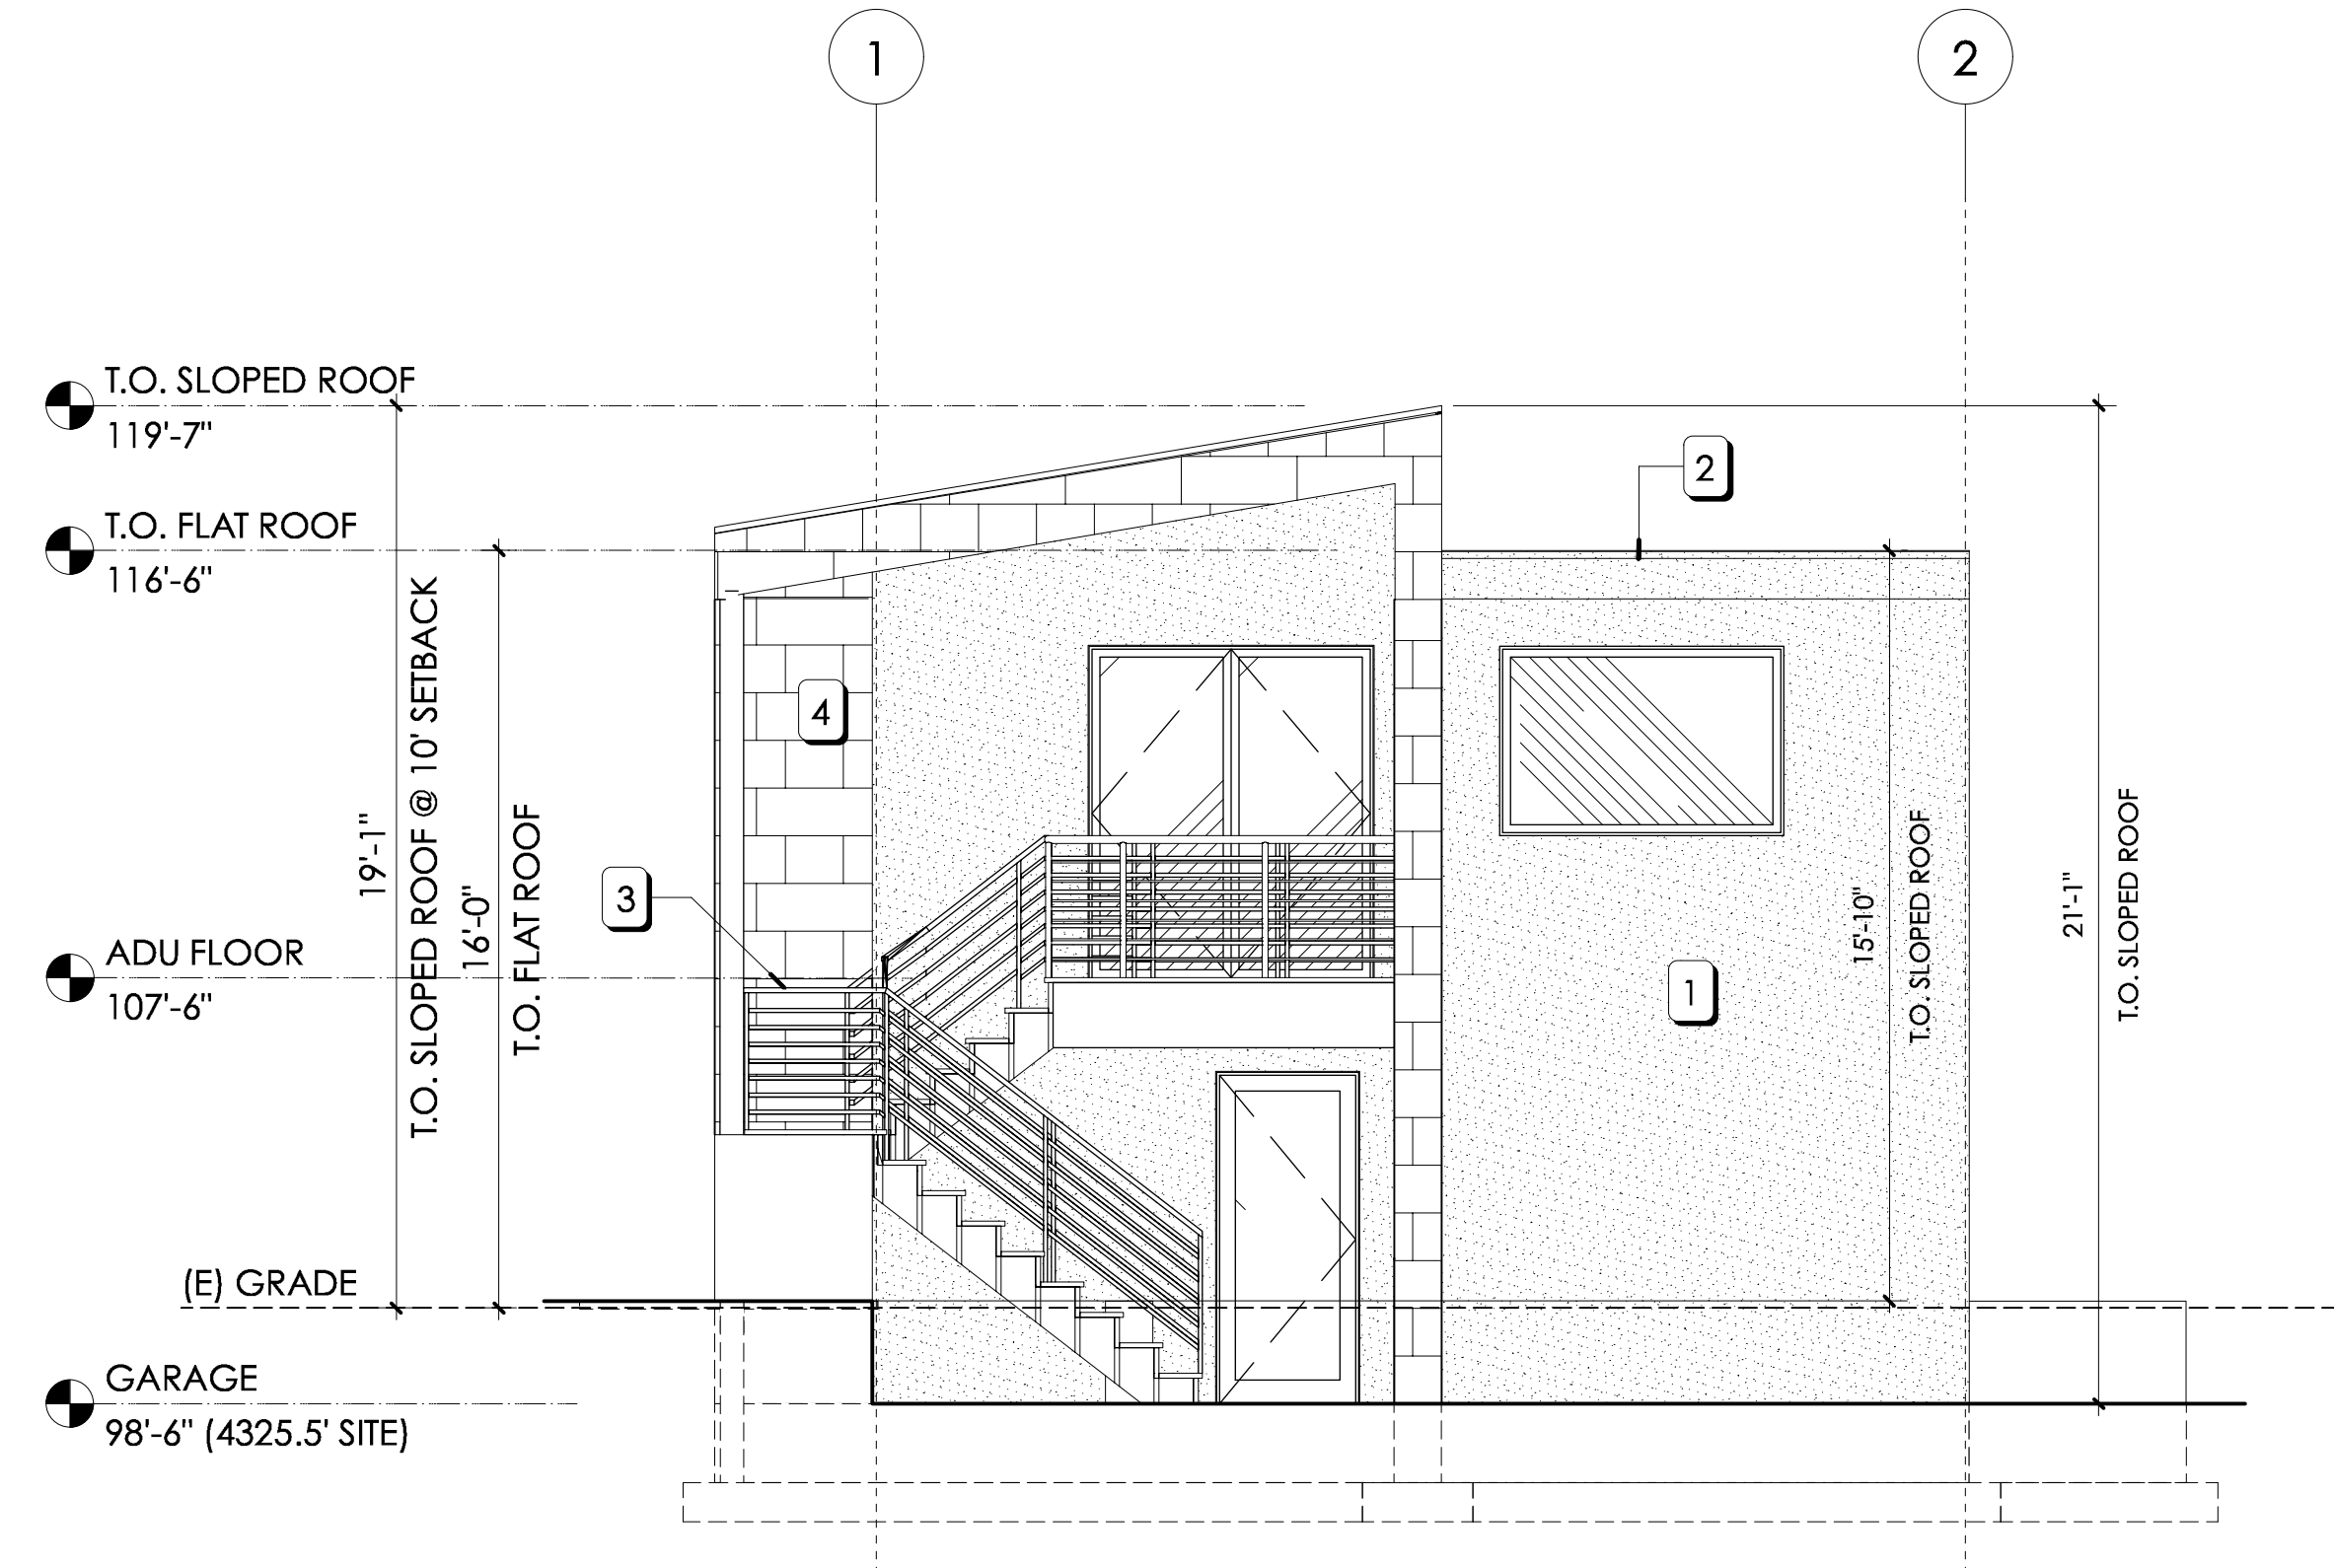 1
2
T.O. SLOPED ROOF
119'-7"
2
T.O. FLAT ROOF
116'-6"
4
19'-1"
T.O. SLOPED ROOF @ 10' SETBACK
16'-0"
T.O. FLAT ROOF
3
15'-10"
T.O. SLOPED ROOF
21'-1"
T.O. SLOPED ROOF
ADU FLOOR
107'-6"
1
(E) GRADE
GARAGE
98'-6" (4325.5' SITE)